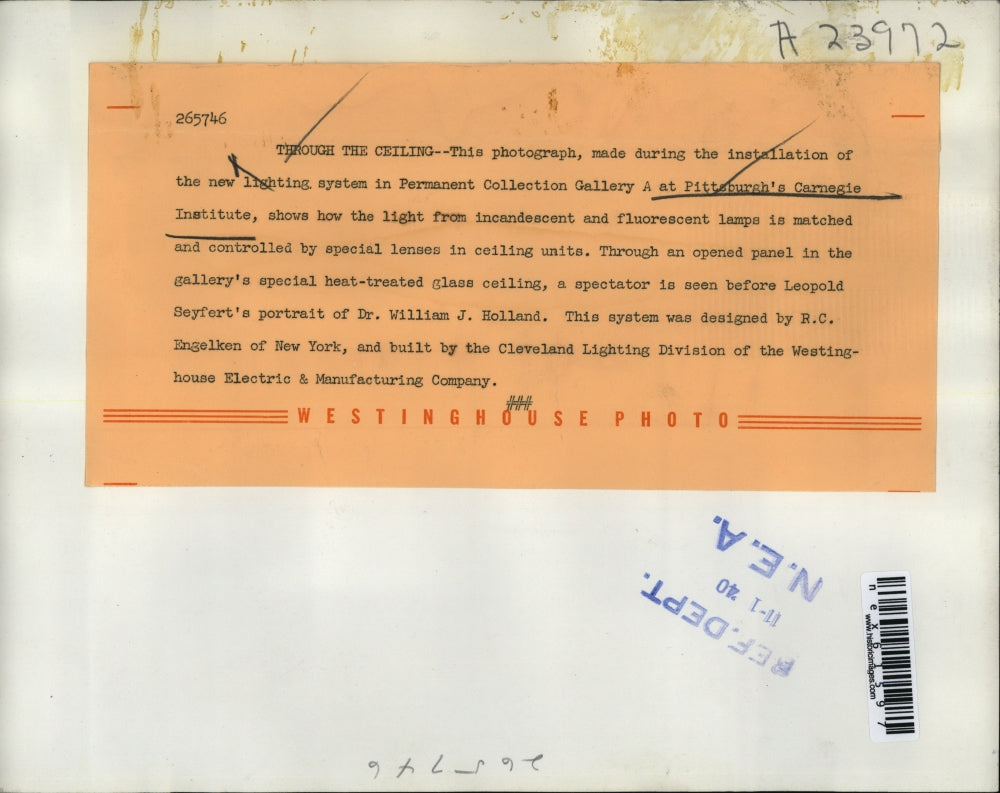 A 23972
265746
THROUGH THE CEILING--This photograph, made during the installation of
the new lighting system in Permanent Collection Gallery A at Pittsburgh's Carnegie
Institute, shows how the light from incandescent and fluorescent lamps is matched
and controlled by special lenses in ceiling units. Through an opened panel in the
gallery's special heat-treated glass ceiling, a spectator is seen before Leopold
Seyfert's portrait of Dr. William J. Holland. This system was designed by R.C.
Engelken of New York, and built by the Cleveland Lighting Division of the Westing-
house Electric & Manufacturing Company.
###
WESTINGHOUSE PHOTO
N.E.A.
11-1 '40
REF. DEPT.
nex61597
www.historicimages.com
265746